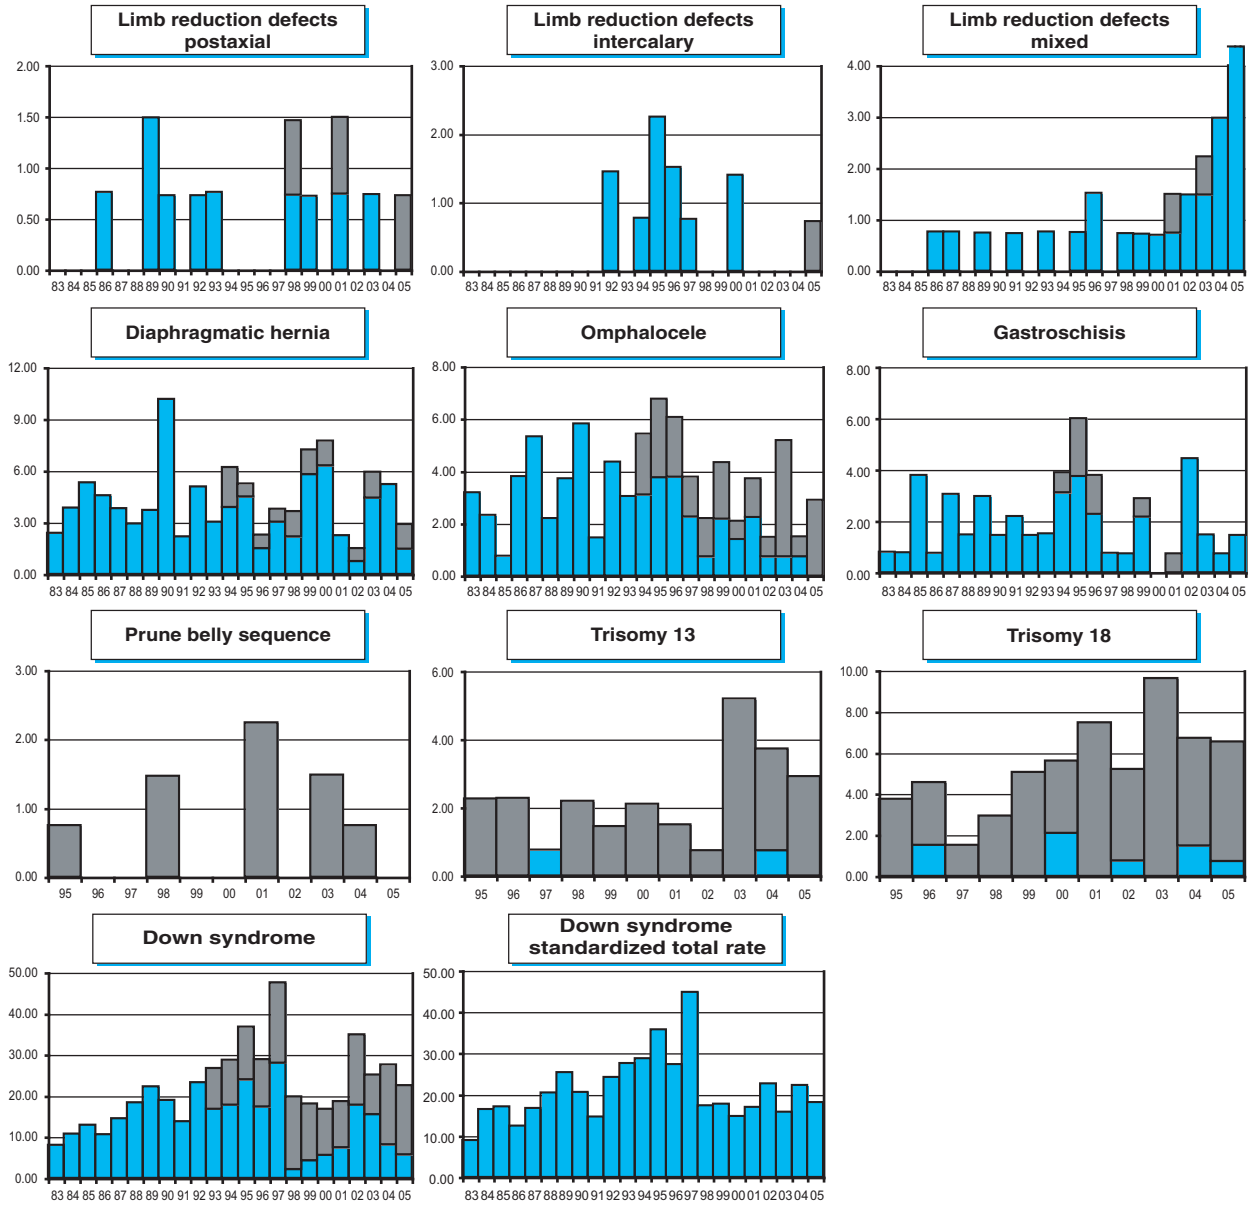 Limb reduction defects
postaxial
Limb reduction defects
intercalary
Limb reduction defects
mixed
2.00
1.50
1.00
0.50
0.00
83 84 85 86 87 88 89 90 91 92 93 94 95 96 97 98 99 00 01 02 03 04 05
3.00
2.00
1.00
0.00
83 84 85 86 87 88 89 90 91 92 93 94 95 96 97 98 99 00 01 02 03 04 05
4.00
3.00
2.00
1.00
0.00
83 84 85 86 87 88 89 90 91 92 93 94 95 96 97 98 99 00 01 02 03 04 05
Diaphragmatic hernia
Omphalocele
Gastroschisis
12.00
9.00
6.00
3.00
0.00
83 84 85 86 87 88 89 90 91 92 93 94 95 96 97 98 99 00 01 02 03 04 05
8.00
6.00
4.00
2.00
0.00
83 84 85 86 87 88 89 90 91 92 93 94 95 96 97 98 99 00 01 02 03 04 05
8.00
6.00
4.00
2.00
0.00
83 84 85 86 87 88 89 90 91 92 93 94 95 96 97 98 99 00 01 02 03 04 05
Prune belly sequence
Trisomy 13
Trisomy 18
3.00
2.00
1.00
0.00
95 96 97 98 99 00 01 02 03 04 05
6.00
4.00
2.00
0.00
95 96 97 98 99 00 01 02 03 04 05
10.00
8.00
6.00
4.00
2.00
0.00
95 96 97 98 99 00 01 02 03 04 05
Down syndrome
Down syndrome
standardized total rate
50.00
40.00
30.00
20.00
10.00
0.00
83 84 85 86 87 88 89 90 91 92 93 94 95 96 97 98 99 00 01 02 03 04 05
50.00
40.00
30.00
20.00
10.00
0.00
83 84 85 86 87 88 89 90 91 92 93 94 95 96 97 98 99 00 01 02 03 04 05